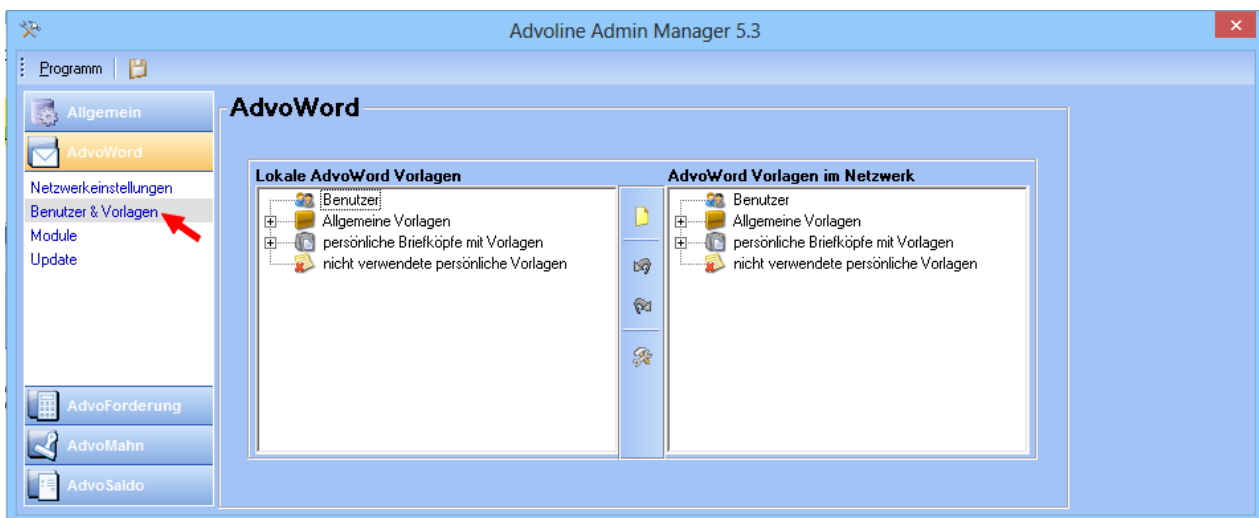 Advoline Admin Manager 5.3
Programm
Allgemein
AdvoWord
Netzwerkeinstellungen
Benutzer & Vorlagen
Module
Update
AdvoForderung
AdvoMahn
AdvoSaldo
AdvoWord
Lokale AdvoWord Vorlagen
Benutzer
Allgemeine Vorlagen
persönliche Briefköpfe mit Vorlagen
nicht verwendete persönliche Vorlagen
AdvoWord Vorlagen im Netzwerk
Benutzer
Allgemeine Vorlagen
persönliche Briefköpfe mit Vorlagen
nicht verwendete persönliche Vorlagen